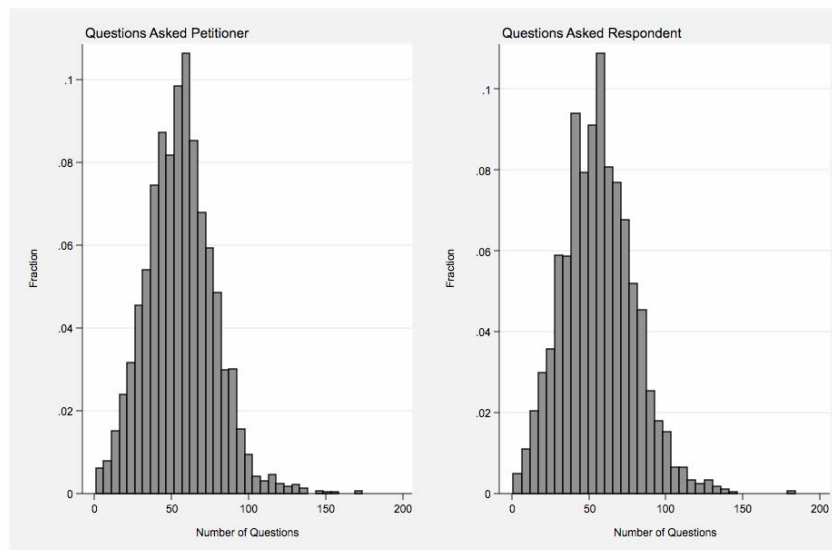 Questions Asked Petitioner
.1
.08
.06
.04
.02
0
Fraction
0 50 100 150 200
Number of Questions
Questions Asked Respondent
.1
.08
.06
.04
.02
0
Fraction
0 50 100 150 200
Number of Questions